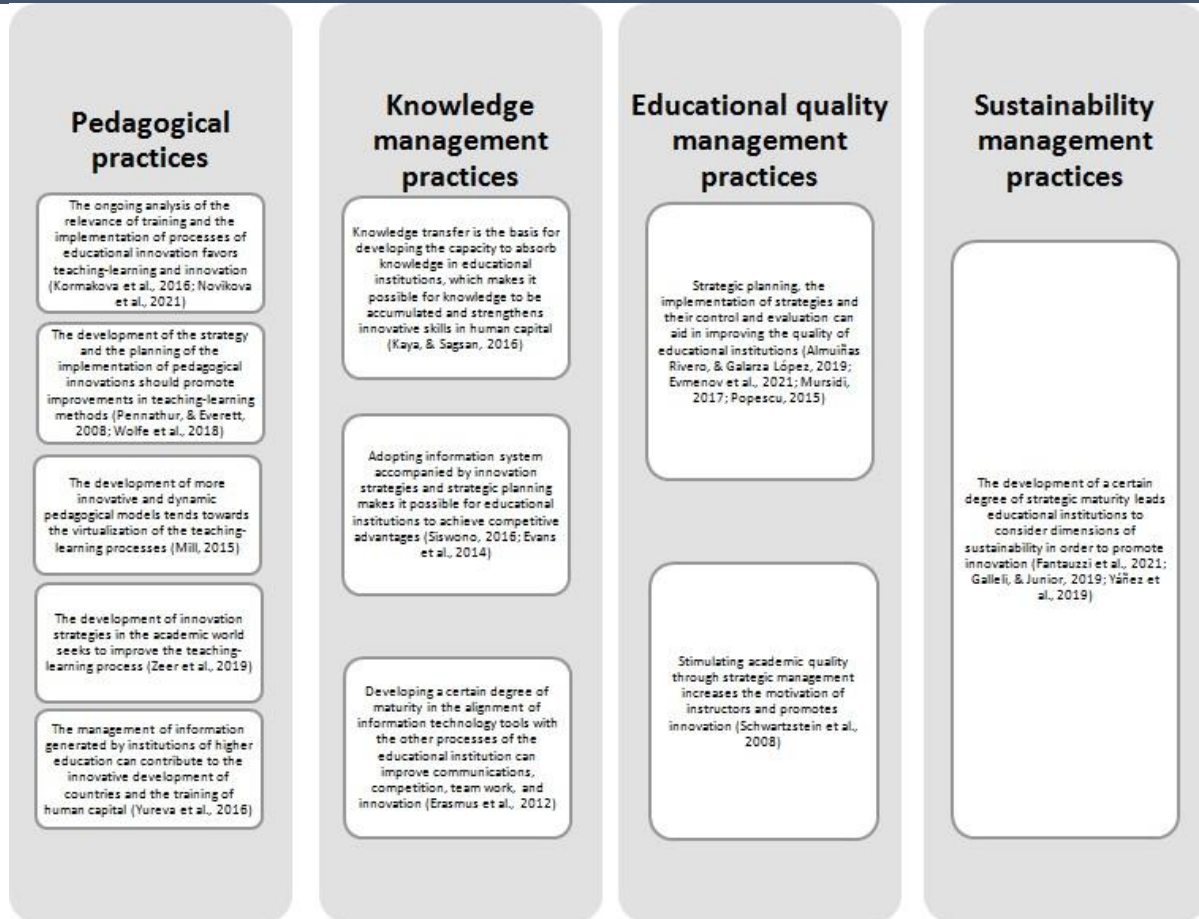 Pedagogical
practices
The ongoing analysis of the
relevance of training and the
implementation of processes of
educational innovation favors
teaching-learning and innovation
(Kormakova et al., 2016; Novikova
et al., 2021)
The development of the strategy
and the planning of the
implementation of pedagogical
innovations should promote
improvements in teaching-learning
methods (Pennathur, & Everett,
2008; Wolfe et al., 2018)
The development of more
innovative and dynamic
pedagogical models tends towards
the virtualization of the teaching-
learning processes (Mill, 2015)
The development of innovation
strategies in the academic world
seeks to improve the teaching-
learning process (Zeer et al., 2019)
The management of information
generated by institutions of higher
education can contribute to the
innovative development of
countries and the training of
human capital (Yureva et al., 2016)
Knowledge
management
practices
Knowledge transfer is the basis for
developing the capacity to absorb
knowledge in educational
institutions, which makes it
possible for knowledge to be
accumulated and strengthens
innovative skills in human capital
(Kaya, & Sagsan, 2016)
Adopting information system
accompanied by innovation
strategies and strategic planning
makes it possible for educational
institutions to achieve competitive
advantages (Siswono, 2016; Evans
et al., 2014)
Developing a certain degree of
maturity in the alignment of
information technology tools with
the other processes of the
educational institution can
improve communications,
competition, team work, and
innovation (Erasmus et al., 2012)
Educational quality
management
practices
Strategic planning, the
implementation of strategies and
their control and evaluation can
aid in improving the quality of
educational institutions (Almuiñas
Rivero, & Galarza López, 2019;
Evmenov et al., 2021; Mursidi,
2017; Popescu, 2015)
Stimulating academic quality
through strategic management
increases the motivation of
instructors and promotes
innovation (Schwartzstein et al.,
2008)
Sustainability
management
practices
The development of a certain
degree of strategic maturity leads
educational institutions to
consider dimensions of
sustainability in order to promote
innovation (Fantauzzi et al., 2021;
Galleli, & Junior, 2019; Yáñez et
al., 2019)